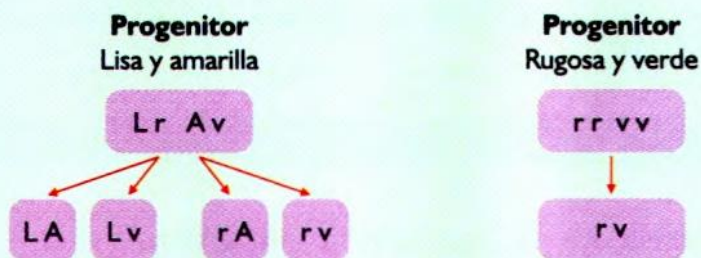 Progenitor
Lisa y amarilla
Lr Av
LA
Lv
rA
rv
Progenitor
Rugosa y verde
rr vv
rv